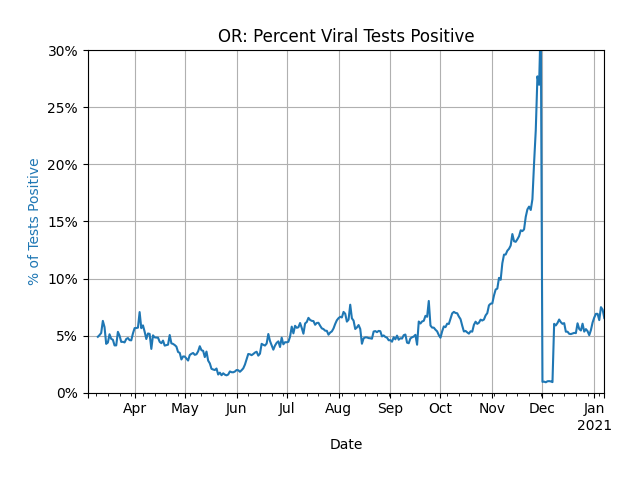 OR: Percent Viral Tests Positive
30%
25%
20%
15%
10%
5%
0%
% of Tests Positive
Apr May Jun Jul Aug Sep Oct Nov Dec Jan
2021
Date